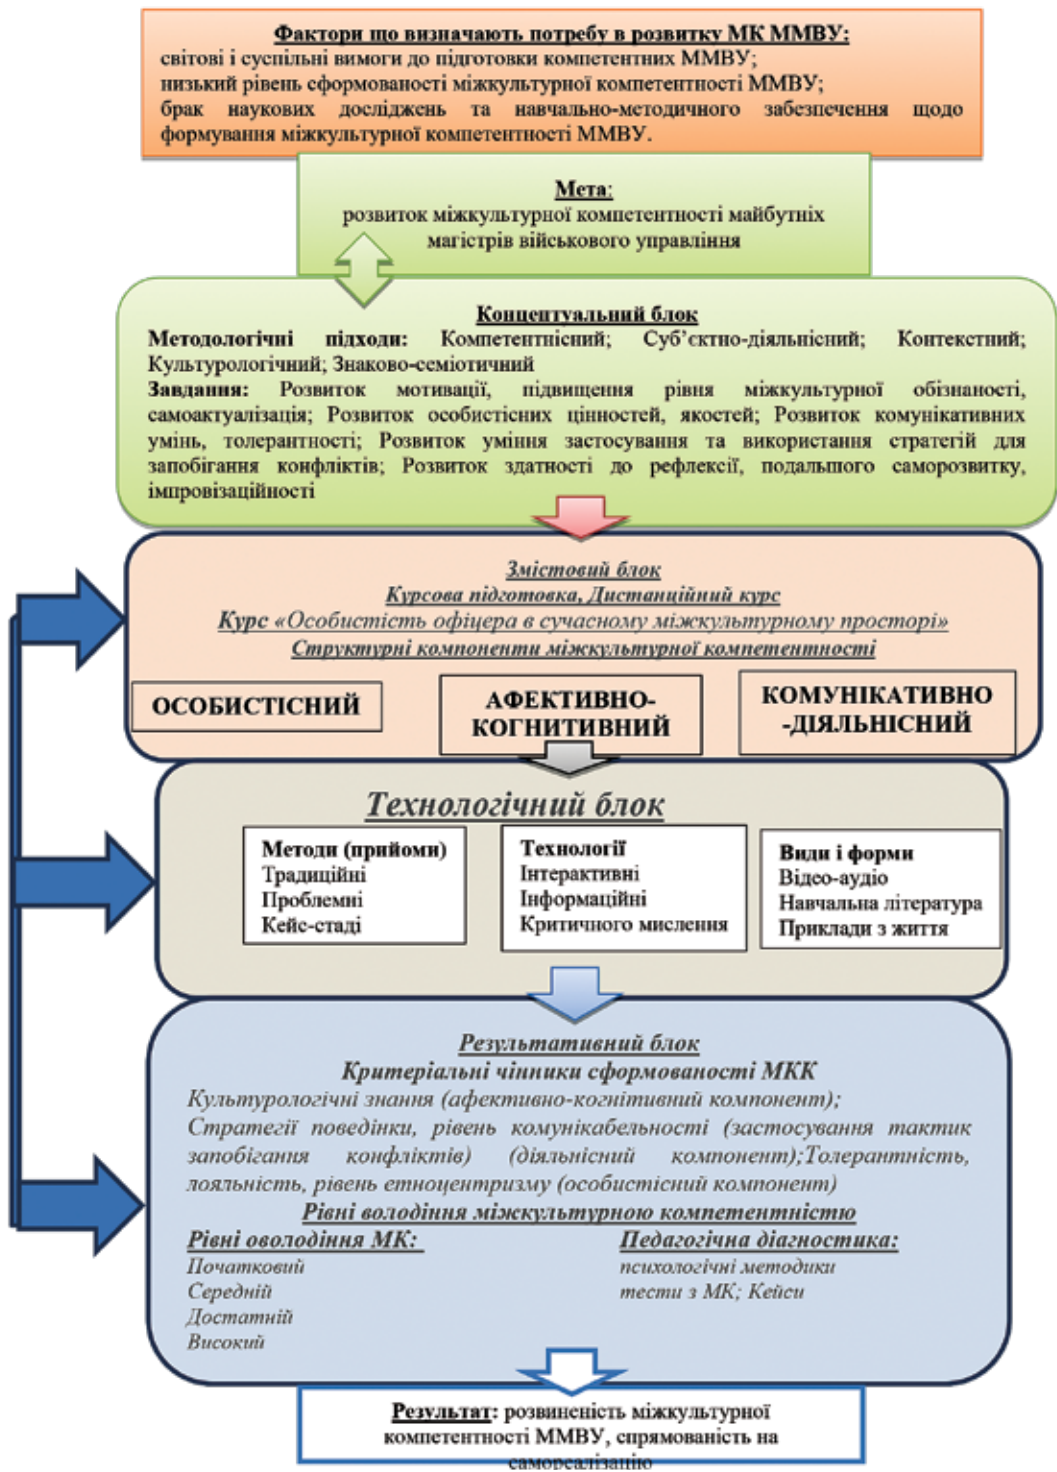 Фактори що визначають потребу в розвитку МК ММВУ:
світові і суспільні вимоги до підготовки компетентних ММВУ;
низький рівень сформованості міжкультурної компетентності ММВУ;
брак наукових досліджень та навчально-методичного забезпечення щодо
формування міжкультурної компетентності ММВУ.
Мета:
розвиток міжкультурної компетентності майбутніх
магістрів військового управління
Концептуальний блок
Методологічні підходи: Компетентнісний; Суб’єктно-діяльнісний; Контекстний;
Культурологічний; Знаково-семіотичний
Завдання: Розвиток мотивації, підвищення рівня міжкультурної обізнаності,
самоактуалізація; Розвиток особистісних цінностей, якостей; Розвиток комунікативних
умінь, толерантності; Розвиток уміння застосування та використання стратегій для
запобігання конфліктів; Розвиток здатності до рефлексії, подальшого саморозвитку,
імпровізаційності
Змістовий блок
Курсова підготовка, Дистанційний курс
Курс «Особистість офіцера в сучасному міжкультурному просторі»
Структурні компоненти міжкультурної компетентності
ОСОБИСТІСНИЙ
АФЕКТИВНО-
КОГНИТИВНИЙ
КОМУНІКАТИВНО
-ДІЯЛЬНІСНИЙ
Технологічний блок
Методи (прийоми)
Традиційні
Проблемні
Кейс-стаді
Технології
Інтерактивні
Інформаційні
Критичного мислення
Види і форми
Відео-аудіо
Навчальна література
Приклади з життя
Результативний блок
Критеріальні чинники сформованості МКК
Культурологічні знання (афективно-когнітивний компонент);
Стратегії поведінки, рівень комунікабельності (застосування тактик
запобігання конфліктів) (діяльнісний компонент);Толерантність,
лояльність, рівень етноцентризму (особистісний компонент)
Рівні володіння міжкультурною компетентністю
Рівні оволодіння МК:
Початковий
Середній
Достатній
Високий
Педагогічна діагностика:
психологічні методики
тести з МК; Кейси
Результат: розвиненість міжкультурної
компетентності ММВУ, спрямованість на
самореалізацію